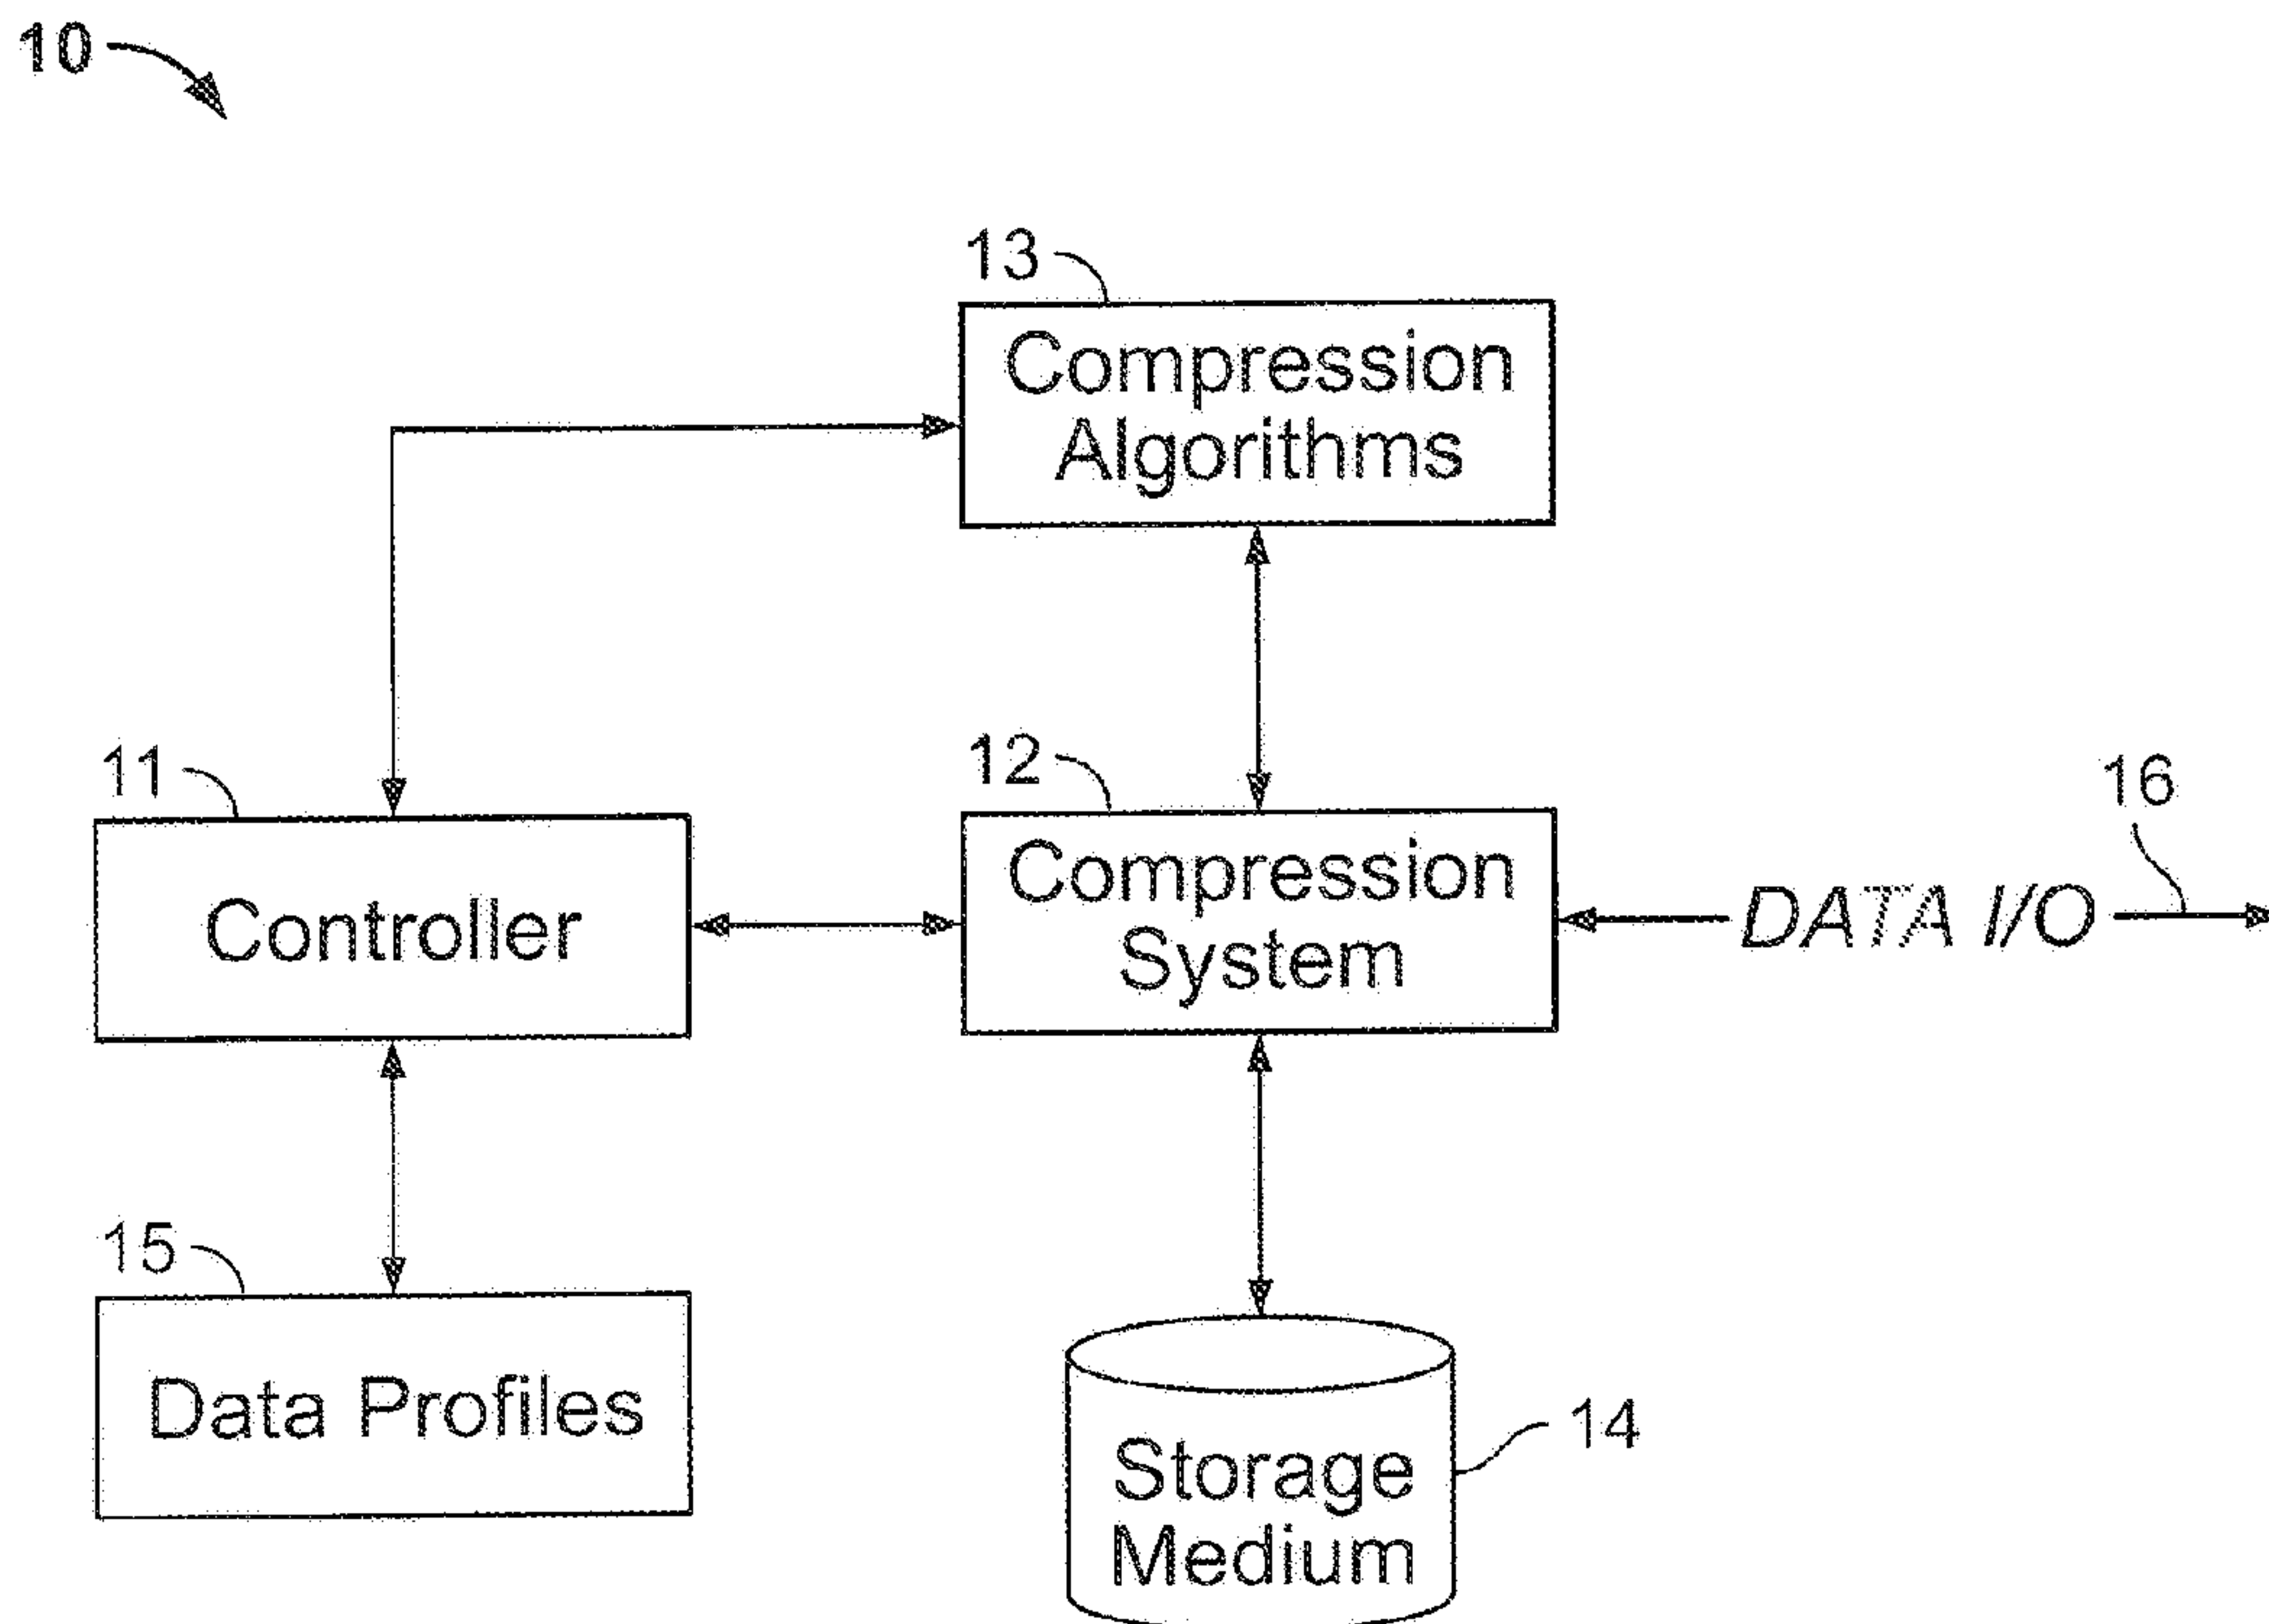 10
13
Compression
Algorithms
11
12
16
Controller
Compression
System
DATA I/O
15
Data Profiles
14
Storage
Medium